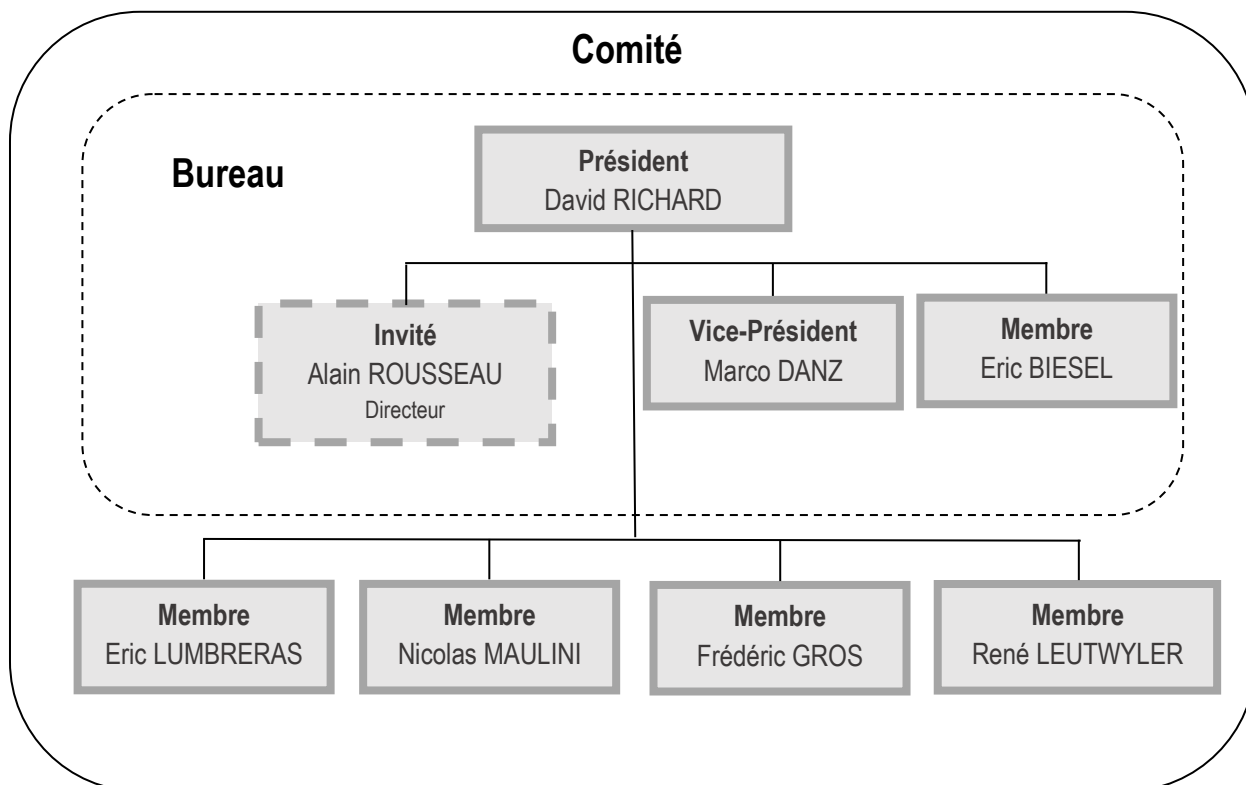 Comité
Bureau
Président
David RICHARD
Invité
Alain ROUSSEAU
Directeur
Vice-Président
Marco DANZ
Membre
Eric BIESEL
Membre
Eric LUMBRERAS
Membre
Nicolas MAULINI
Membre
Frédéric GROS
Membre
René LEUTWYLER